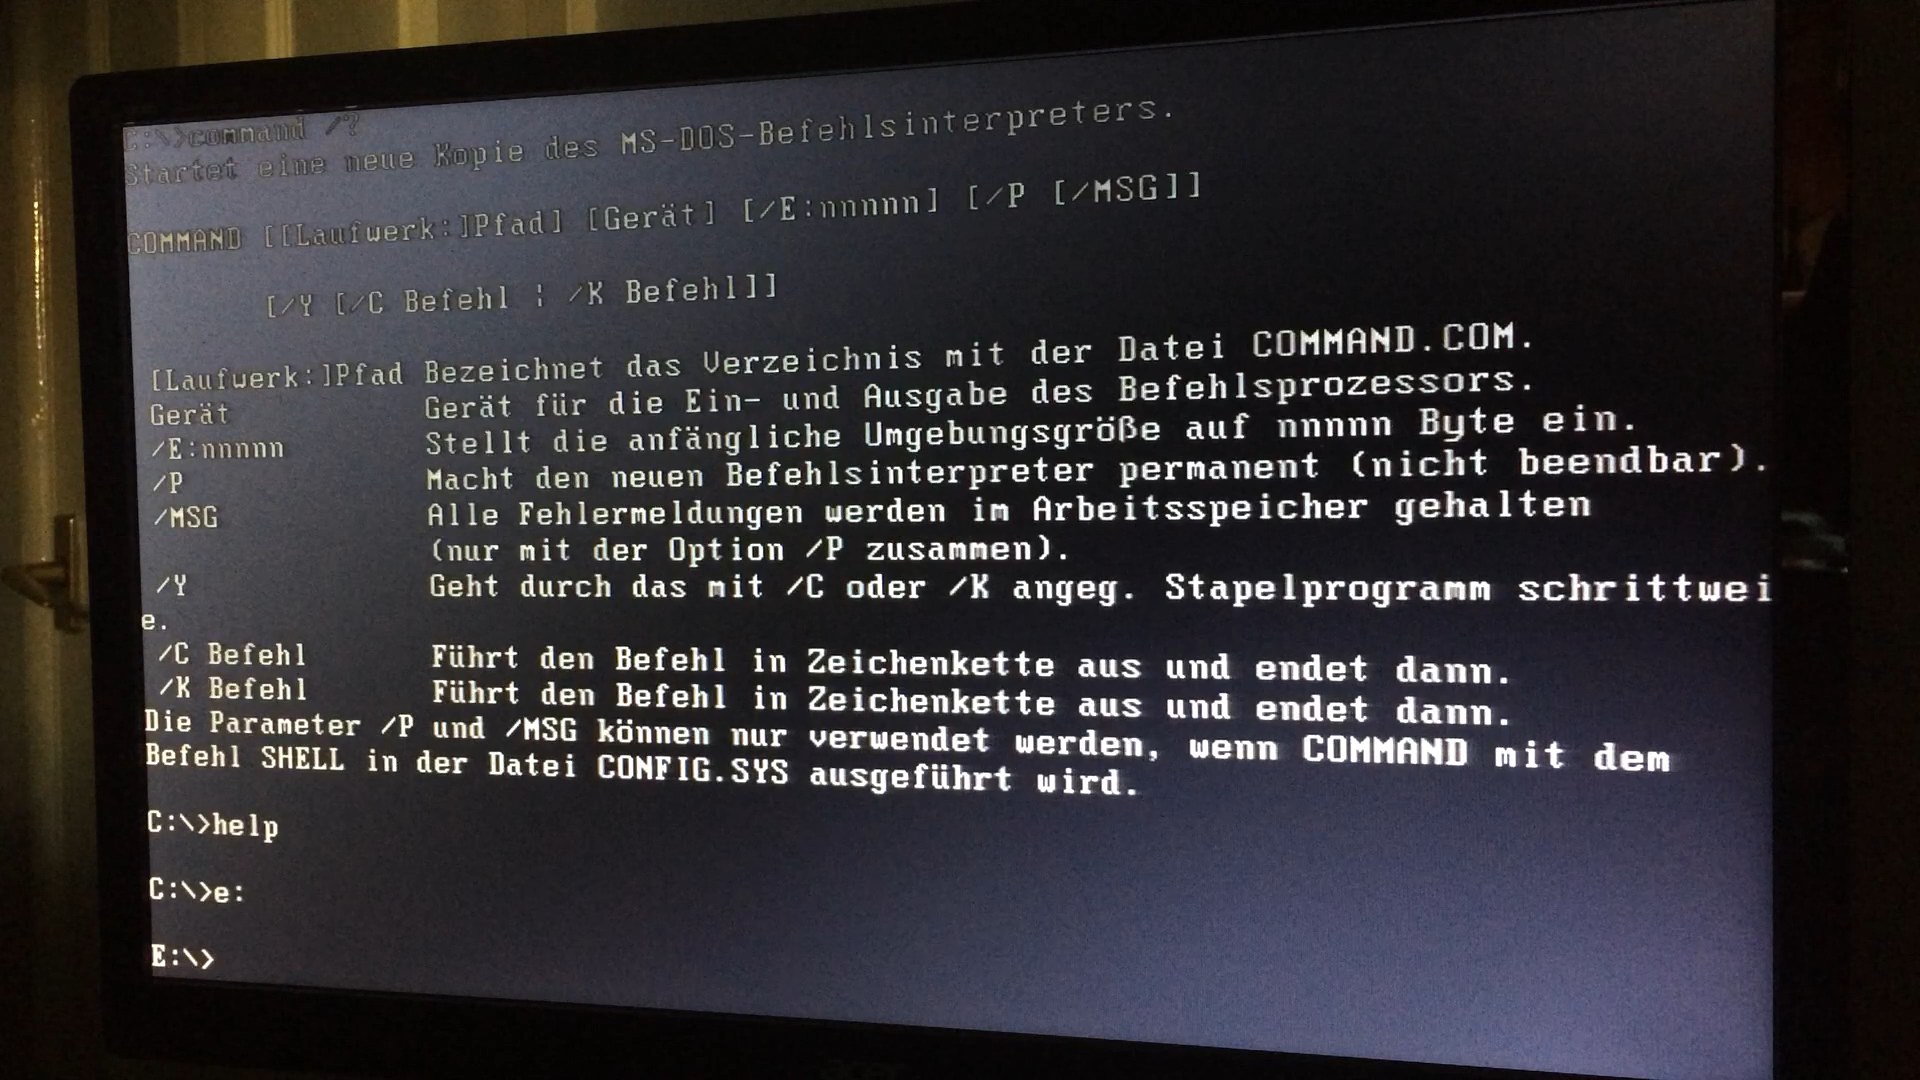 C:\>command /?
Startet eine neue Kopie des MS-DOS-Befehlsinterpreters.
COMMAND [[Laufwerk:]Pfad] [Gerät] [/E:nnnnn] [/P [/MSG]]
[/Y [/C Befehl ¦ /K Befehl]]
[Laufwerk:]Pfad Bezeichnet das Verzeichnis mit der Datei COMMAND.COM.
Gerät Gerät für die Ein- und Ausgabe des Befehlsprozessors.
/E:nnnnn Stellt die anfängliche Umgebungsgröße auf nnnnn Byte ein.
/P Macht den neuen Befehlsinterpreter permanent (nicht beendbar).
/MSG Alle Fehlermeldungen werden im Arbeitsspeicher gehalten
(nur mit der Option /P zusammen).
/Y Geht durch das mit /C oder /K angeg. Stapelprogramm schrittwei
e.
/C Befehl Führt den Befehl in Zeichenkette aus und endet dann.
/K Befehl Führt den Befehl in Zeichenkette aus und endet dann.
Die Parameter /P und /MSG können nur verwendet werden, wenn COMMAND mit dem
Befehl SHELL in der Datei CONFIG.SYS ausgeführt wird.
C:\>help
C:\>e:
E:\>
acer